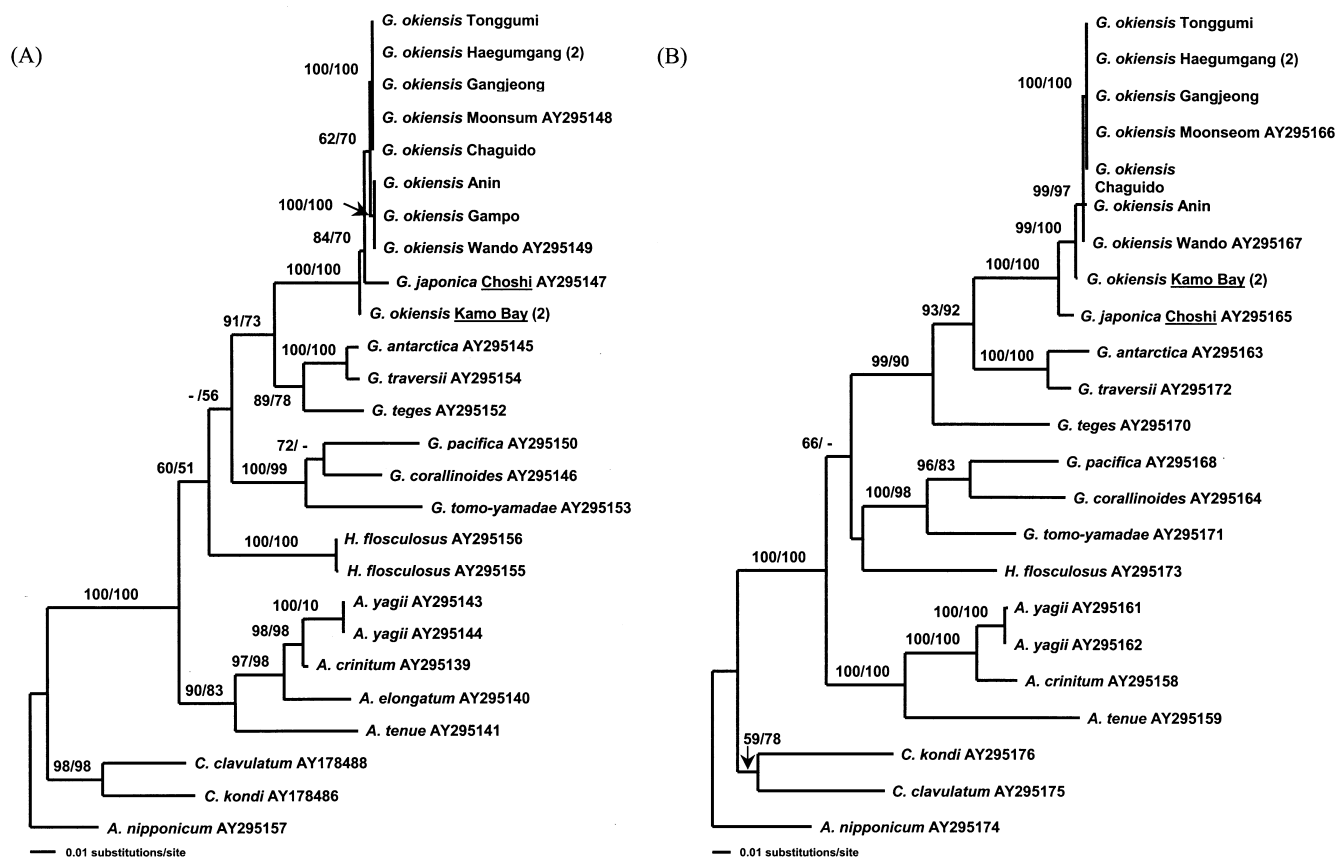 (A)
G. okiensis Tonggumi
G. okiensis Haegumgang (2)
100/100
G. okiensis Gangjeong
G. okiensis Moonsum AY295148
62/70
G. okiensis Chaguido
G. okiensis Anin
100/100
G. okiensis Gampo
84/70
G. okiensis Wando AY295149
100/100
G. japonica Choshi AY295147
G. okiensis Kamo Bay (2)
91/73
100/100
G. antarctica AY295145
G. traversii AY295154
89/78
G. teges AY295152
- /56
72/ -
G. pacifica AY295150
60/51
100/99
G. corallinoides AY295146
G. tomo-yamadae AY295153
100/100
H. flosculosus AY295156
H. flosculosus AY295155
100/100
100/10
A. yagii AY295143
A. yagii AY295144
98/98
A. crinitum AY295139
97/98
90/83
A. elongatum AY295140
A. tenue AY295141
98/98
C. clavulatum AY178488
C. kondi AY178486
A. nipponicum AY295157
0.01 substitutions/site
(B)
G. okiensis Tonggumi
G. okiensis Haegumgang (2)
100/100
G. okiensis Gangjeong
G. okiensis Moonseom AY295166
G. okiensis
Chaguido
99/97
G. okiensis Anin
99/100
G. okiensis Wando AY295167
100/100
G. okiensis Kamo Bay (2)
93/92
G. japonica Choshi AY295165
100/100
G. antarctica AY295163
99/90
G. traversii AY295172
G. teges AY295170
66/ -
96/83
G. pacifica AY295168
100/98
G. corallinoides AY295164
G. tomo-yamadae AY295171
100/100
H. flosculosus AY295173
100/100
A. yagii AY295161
100/100
A. yagii AY295162
100/100
A. crinitum AY295158
A. tenue AY295159
59/78
C. kondi AY295176
C. clavulatum AY295175
A. nipponicum AY295174
0.01 substitutions/site